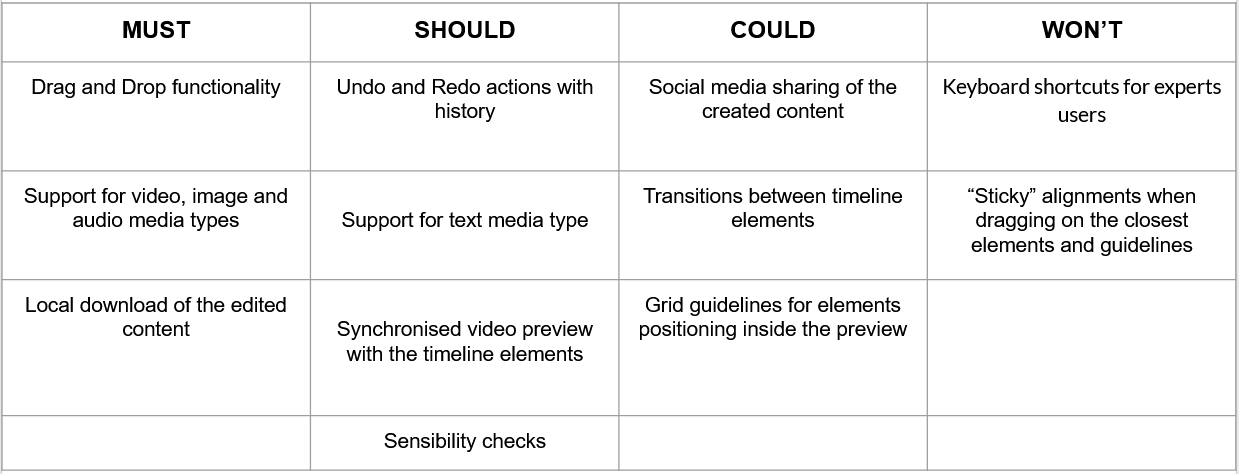 MUST
SHOULD
COULD
WON’T
Drag and Drop functionality
Undo and Redo actions with
history
Social media sharing of the
created content
Keyboard shortcuts for experts
users
Support for video, image and
audio media types
Support for text media type
Transitions between timeline
elements
“Sticky” alignments when
dragging on the closest
elements and guidelines
Local download of the edited
content
Synchronised video preview
with the timeline elements
Grid guidelines for elements
positioning inside the preview
Sensibility checks